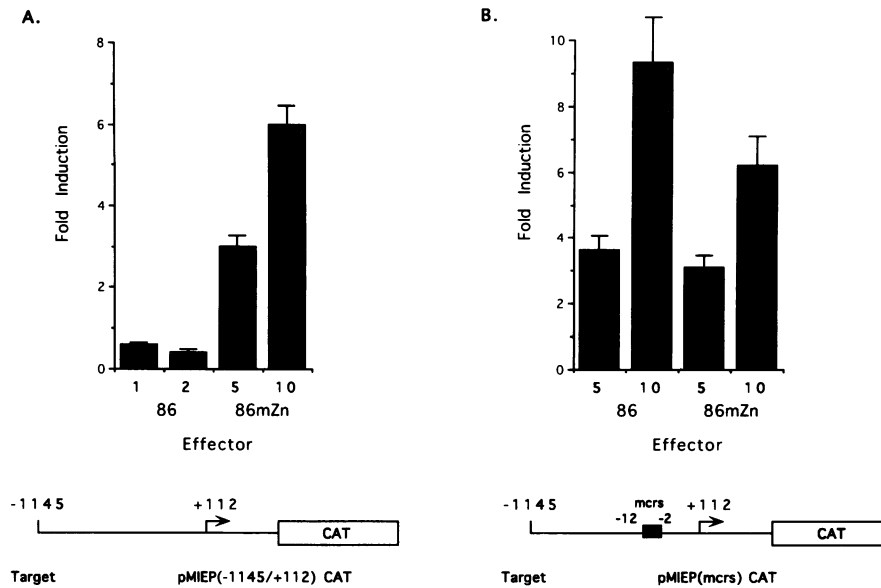 A.
8
6
4
2
0
Fold Induction
1 2 5 10
86 86mZn
Effector
-1145 +112
CAT
Target pMIEP(-1145/+112) CAT
B.
10
8
6
4
2
0
Fold Induction
5 10 5 10
86 86mZn
Effector
-1145 mcrs +112
-12 -2
CAT
Target pMIEP(mcrs) CAT